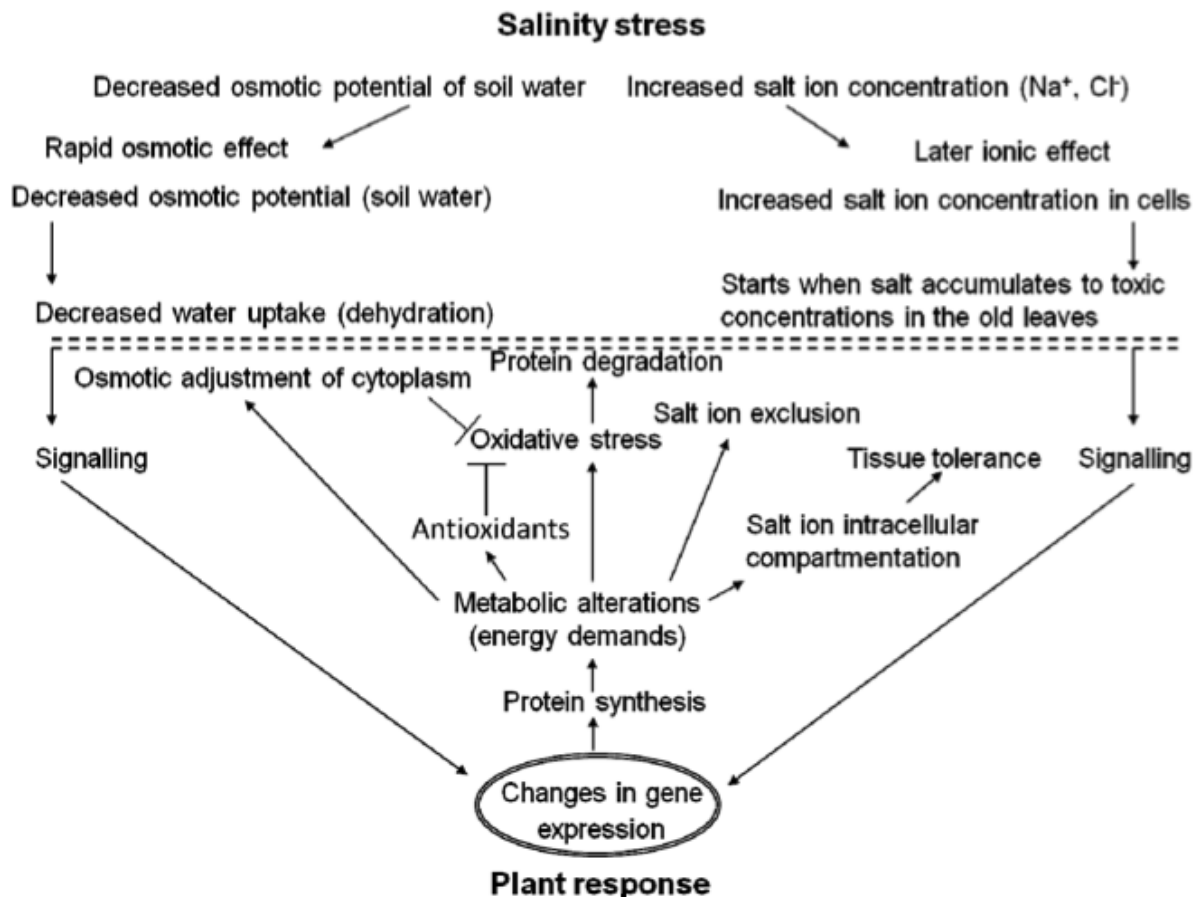 Salinity stress
Decreased osmotic potential of soil water
Increased salt ion concentration (Na⁺, Cl⁻)
Rapid osmotic effect
Later ionic effect
Decreased osmotic potential (soil water)
Increased salt ion concentration in cells
Decreased water uptake (dehydration)
Starts when salt accumulates to toxic
concentrations in the old leaves
Protein degradation
Osmotic adjustment of cytoplasm
Salt ion exclusion
Oxidative stress
Signalling
Tissue tolerance
Signalling
Antioxidants
Salt ion intracellular
compartmentation
Metabolic alterations
(energy demands)
Protein synthesis
Changes in gene
expression
Plant response